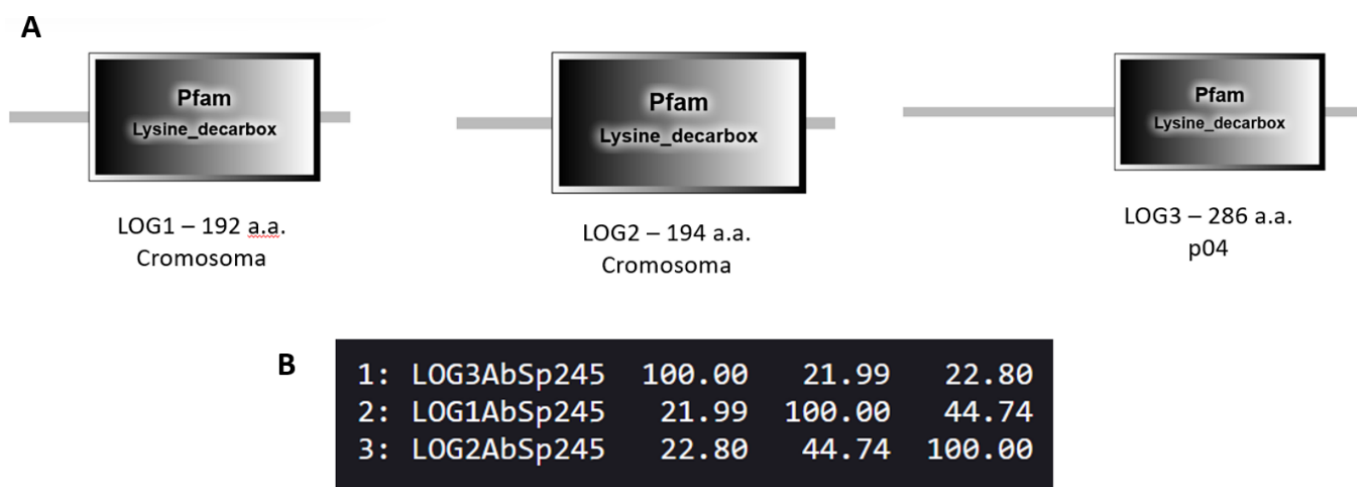 A
Pfam
Lysine_decarbox
LOG1 – 192 a.a.
Cromosoma
Pfam
Lysine_decarbox
LOG2 – 194 a.a.
Cromosoma
Pfam
Lysine_decarbox
LOG3 – 286 a.a.
p04
B
1: LOG3AbSp245 100.00 21.99 22.80
2: LOG1AbSp245 21.99 100.00 44.74
3: LOG2AbSp245 22.80 44.74 100.00